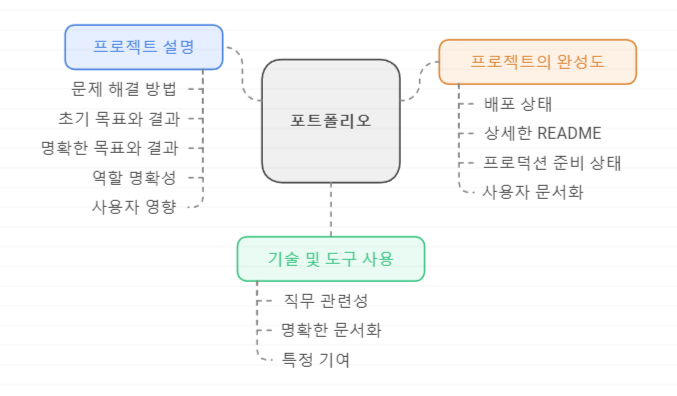 프로젝트 설명
문제 해결 방법
초기 목표와 결과
명확한 목표와 결과
역할 명확성
사용자 영향
포트폴리오
프로젝트의 완성도
배포 상태
상세한 README
프로덕션 준비 상태
사용자 문서화
기술 및 도구 사용
직무 관련성
명확한 문서화
특정 기여